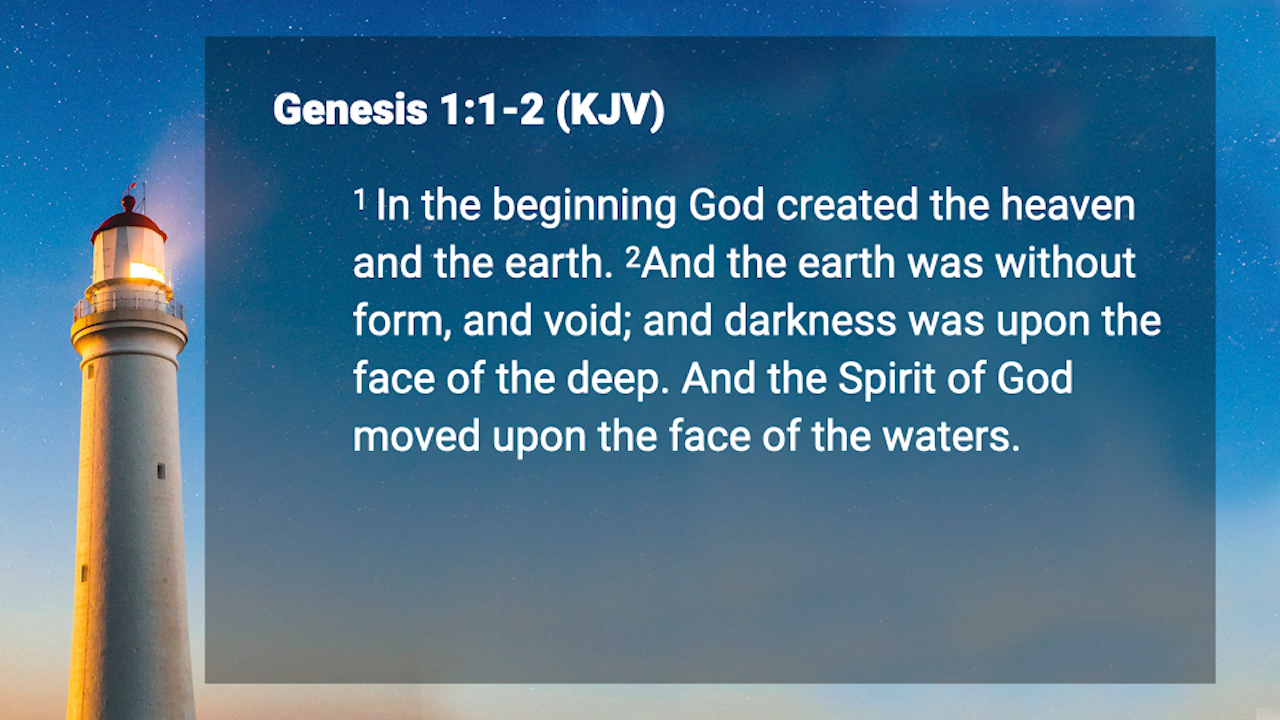 Genesis 1:1-2 (KJV)
1 In the beginning God created the heaven
and the earth. 2And the earth was without
form, and void; and darkness was upon the
face of the deep. And the Spirit of God
moved upon the face of the waters.